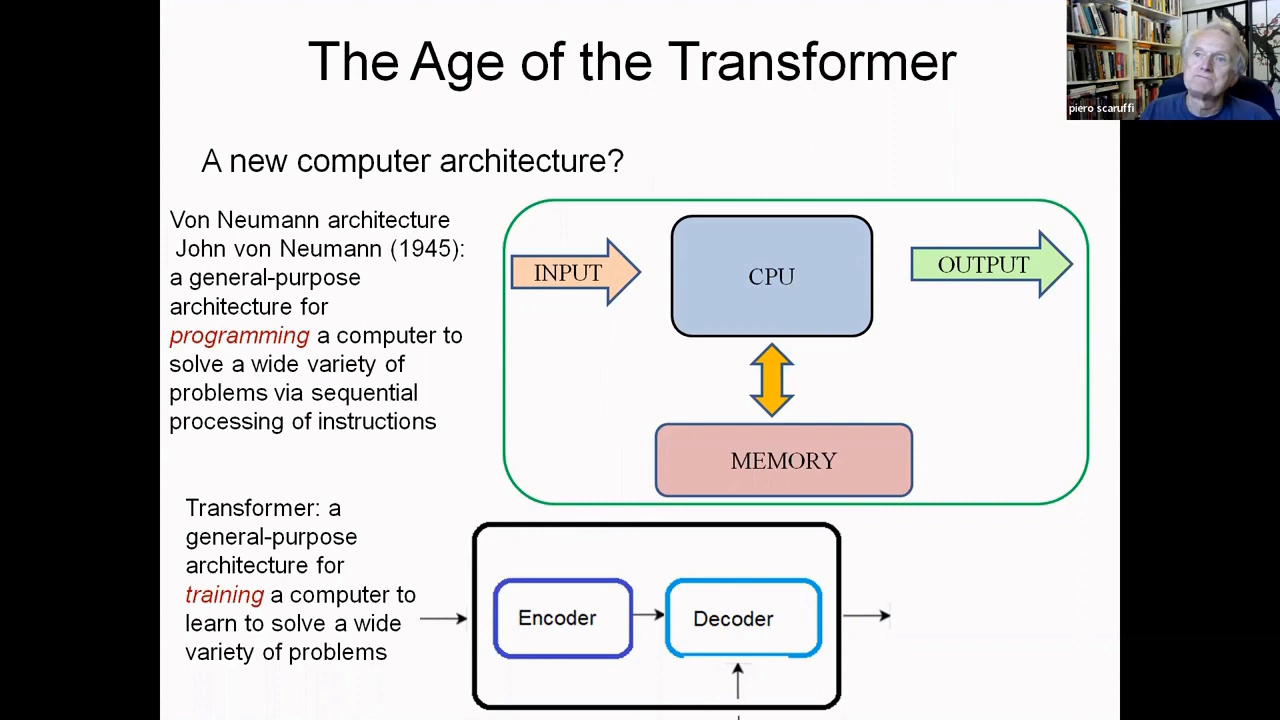 The Age of the Transformer
piero scaruffi
A new computer architecture?
Von Neumann architecture
John von Neumann (1945):
a general-purpose
architecture for
programming a computer to
solve a wide variety of
problems via sequential
processing of instructions
INPUT
CPU
OUTPUT
MEMORY
Transformer: a
general-purpose
architecture for
training a computer to
learn to solve a wide
variety of problems
Encoder
Decoder